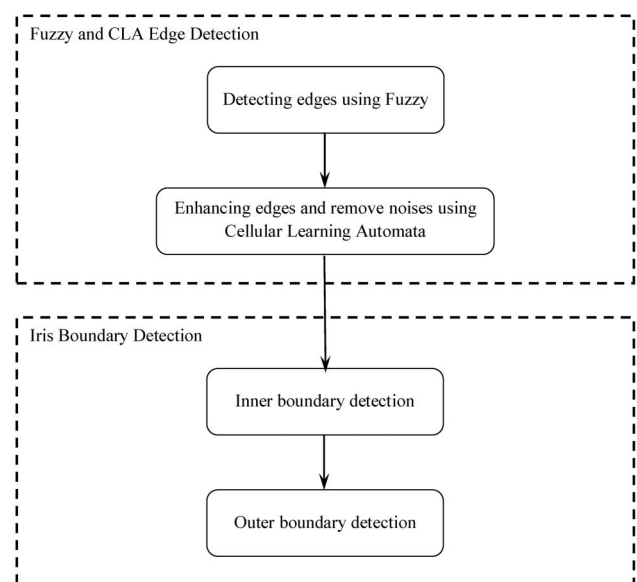 Fuzzy and CLA Edge Detection
Detecting edges using Fuzzy
Enhancing edges and remove noises using
Cellular Learning Automata
Iris Boundary Detection
Inner boundary detection
Outer boundary detection